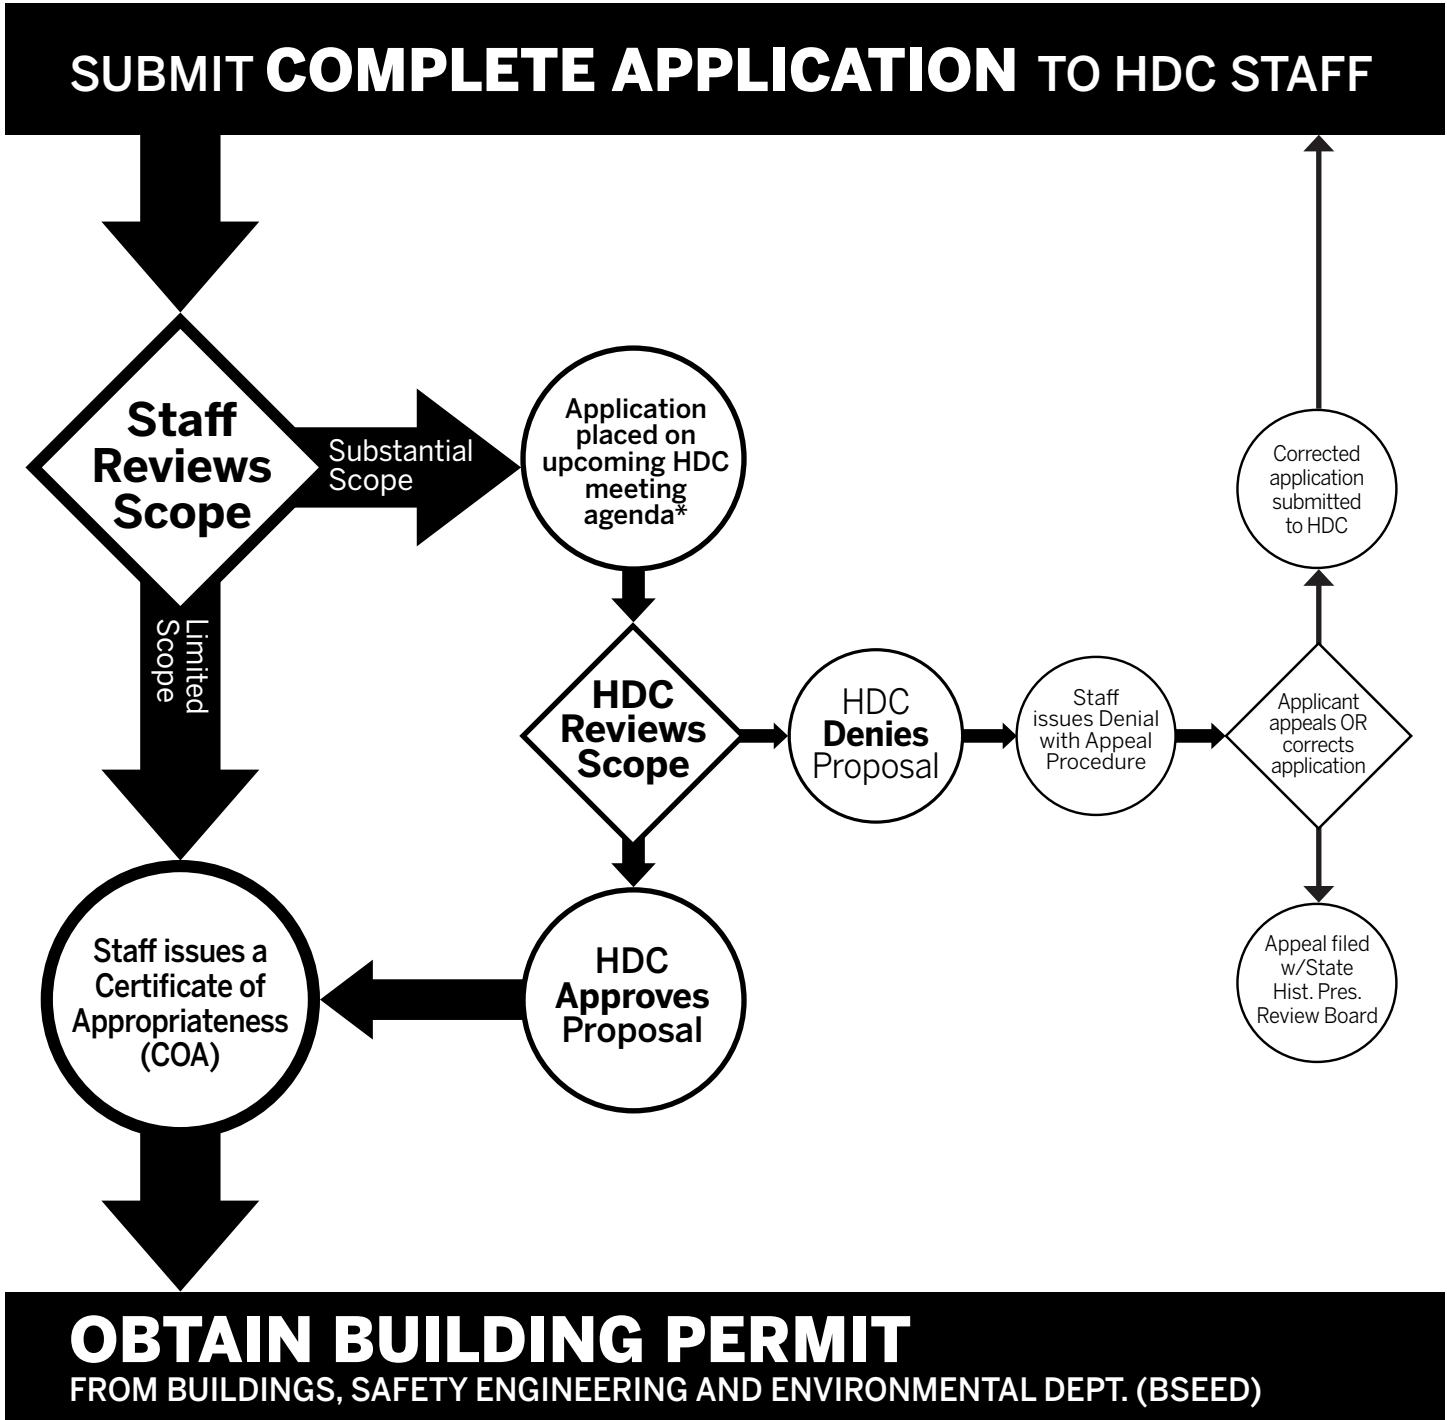 SUBMIT COMPLETE APPLICATION TO HDC STAFF
Staff
Reviews
Scope
Substantial
Scope
Application
placed on
upcoming HDC
meeting
agenda*
Limited
Scope
HDC
Reviews
Scope
HDC
Denies
Proposal
Staff
issues Denial
with Appeal
Procedure
Applicant
appeals OR
corrects
application
Corrected
application
submitted
to HDC
Appeal filed
w/State
Hist. Pres.
Review Board
HDC
Approves
Proposal
Staff issues a
Certificate of
Appropriateness
(COA)
OBTAIN BUILDING PERMIT
FROM BUILDINGS, SAFETY ENGINEERING AND ENVIRONMENTAL DEPT. (BSEED)